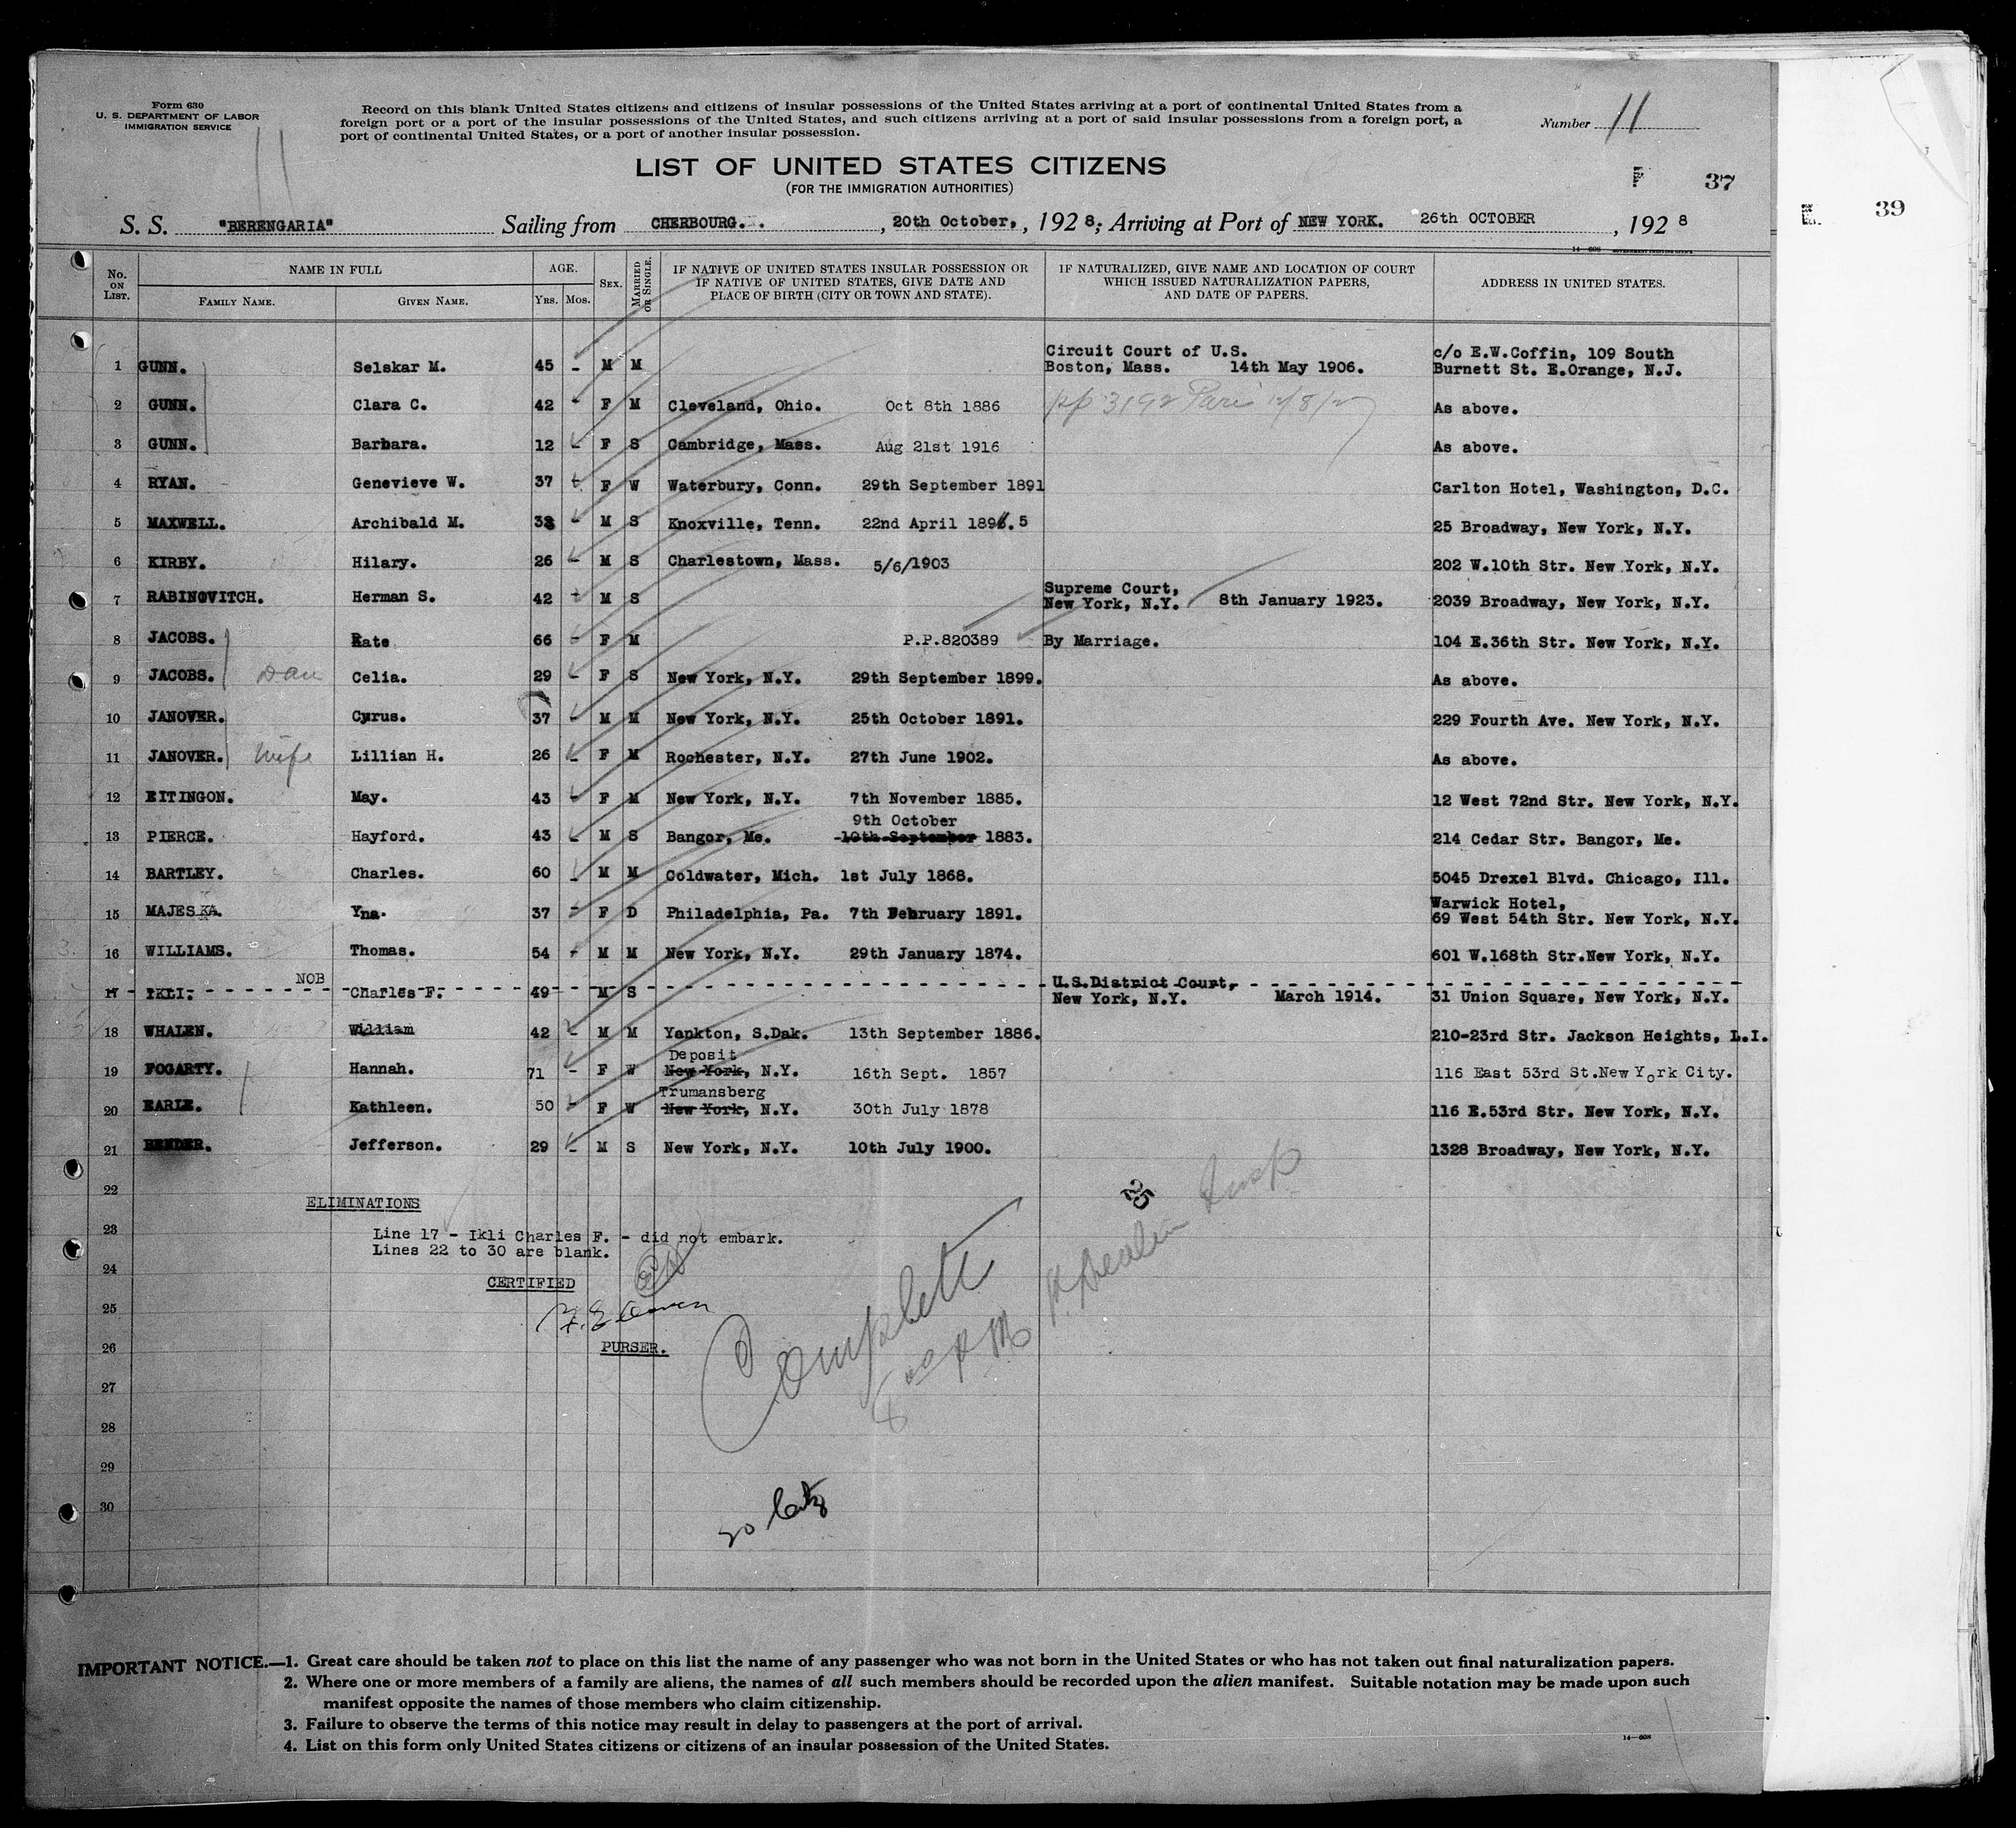 Form 630
U. S. DEPARTMENT OF LABOR
IMMIGRATION SERVICE
Record on this blank United States citizens and citizens of insular possessions of the United States arriving at a port of continental United States from a
foreign port or a port of the insular possessions of the United States, and such citizens arriving at a port of said insular possessions from a foreign port, a
port of continental United States, or a port of another insular possession.
Number 11
11
LIST OF UNITED STATES CITIZENS
(FOR THE IMMIGRATION AUTHORITIES)
37
39
S. S. "BERENGARIA" Sailing from CHERBOURG. . , 20th October, , 1928; Arriving at Port of NEW YORK. 26th OCTOBER , 1928
14—608 GOVERNMENT PRINTING OFFICE
No. ON LIST. NAME IN FULL FAMILY NAME. GIVEN NAME. AGE. YRS. MOS. SEX. MARRIED OR SINGLE. IF NATIVE OF UNITED STATES INSULAR POSSESSION OR IF NATIVE OF UNITED STATES, GIVE DATE AND PLACE OF BIRTH (CITY OR TOWN AND STATE). IF NATURALIZED, GIVE NAME AND LOCATION OF COURT WHICH ISSUED NATURALIZATION PAPERS, AND DATE OF PAPERS. ADDRESS IN UNITED STATES.
1 GUNN. Selskar M. 45 - M M Circuit Court of U.S. Boston, Mass. 14th May 1906. c/o E.W.Coffin, 109 South Burnett St. E.Orange, N.J.
2 GUNN. Clara C. 42 - F M Cleveland, Ohio. Oct 8th 1886 pp 3192 Paris As above.
3 GUNN. Barbara. 12 - F S Cambridge, Mass. Aug 21st 1916 As above.
4 RYAN. Genevieve W. 37 - F W Waterbury, Conn. 29th September 1891 Carlton Hotel, Washington, D.C.
5 MAXWELL. Archibald M. 33 - M S Knoxville, Tenn. 22nd April 1896.5 25 Broadway, New York, N.Y.
6 KIRBY. Hilary. 26 - M S Charlestown, Mass. 5/6/1903 202 W.10th Str. New York, N.Y.
7 RABINOVITCH. Herman S. 42 - M S Supreme Court, New York, N.Y. 8th January 1923. 2039 Broadway, New York, N.Y.
8 JACOBS. Kate 66 - F M P.P.820389 By Marriage. 104 E.36th Str. New York, N.Y.
9 JACOBS. Dau Celia. 29 - F S New York, N.Y. 29th September 1899. As above.
10 JANOVER. Cyrus. 37 - M M New York, N.Y. 25th October 1891. 229 Fourth Ave. New York, N.Y.
11 JANOVER. Wife Lillian H. 26 - F M Rochester, N.Y. 27th June 1902. As above.
12 EITINGON. May. 43 - F M New York, N.Y. 7th November 1885. 12 West 72nd Str. New York, N.Y.
9th October
13 PIERCE. Hayford. 43 - M S Bangor, Me. 10th September 1883. 214 Cedar Str. Bangor, Me.
14 BARTLEY. Charles. 60 - M M Coldwater, Mich. 1st July 1868. 5045 Drexel Blvd. Chicago, Ill.
15 MAJESKA. Yna. 37 - F D Philadelphia, Pa. 7th February 1891. Warwick Hotel, 69 West 54th Str. New York, N.Y.
16 WILLIAMS. Thomas. 54 - M M New York, N.Y. 29th January 1874. 601 W.168th Str.New York, N.Y.
NOB
17 IKLI. Charles F. 49 M S U.S.District Court, New York, N.Y. March 1914. 31 Union Square, New York, N.Y.
18 WHALEN. William 42 - M M Yankton, S.Dak. 13th September 1886. 210-23rd Str. Jackson Heights, L.I.
Deposit
19 FOGARTY. Hannah. 71 - F W New York, N.Y. 16th Sept. 1857 116 East 53rd St.New York City.
Trumansberg
20 EARLE. Kathleen. 50 - F W New York, N.Y. 30th July 1878 116 E.53rd Str. New York, N.Y.
21 BENDER. Jefferson. 29 - M S New York, N.Y. 10th July 1900. 1328 Broadway, New York, N.Y.
22
ELIMINATIONS
25
23
Line 17 - Ikli Charles F. - did not embark.
Lines 22 to 30 are blank.
24
CERTIFIED
25
26
PURSER.
27
28
29
30
IMPORTANT NOTICE.—1. Great care should be taken not to place on this list the name of any passenger who was not born in the United States or who has not taken out final naturalization papers.
2. Where one or more members of a family are aliens, the names of all such members should be recorded upon the alien manifest. Suitable notation may be made upon such
manifest opposite the names of those members who claim citizenship.
3. Failure to observe the terms of this notice may result in delay to passengers at the port of arrival.
4. List on this form only United States citizens or citizens of an insular possession of the United States.
14—608